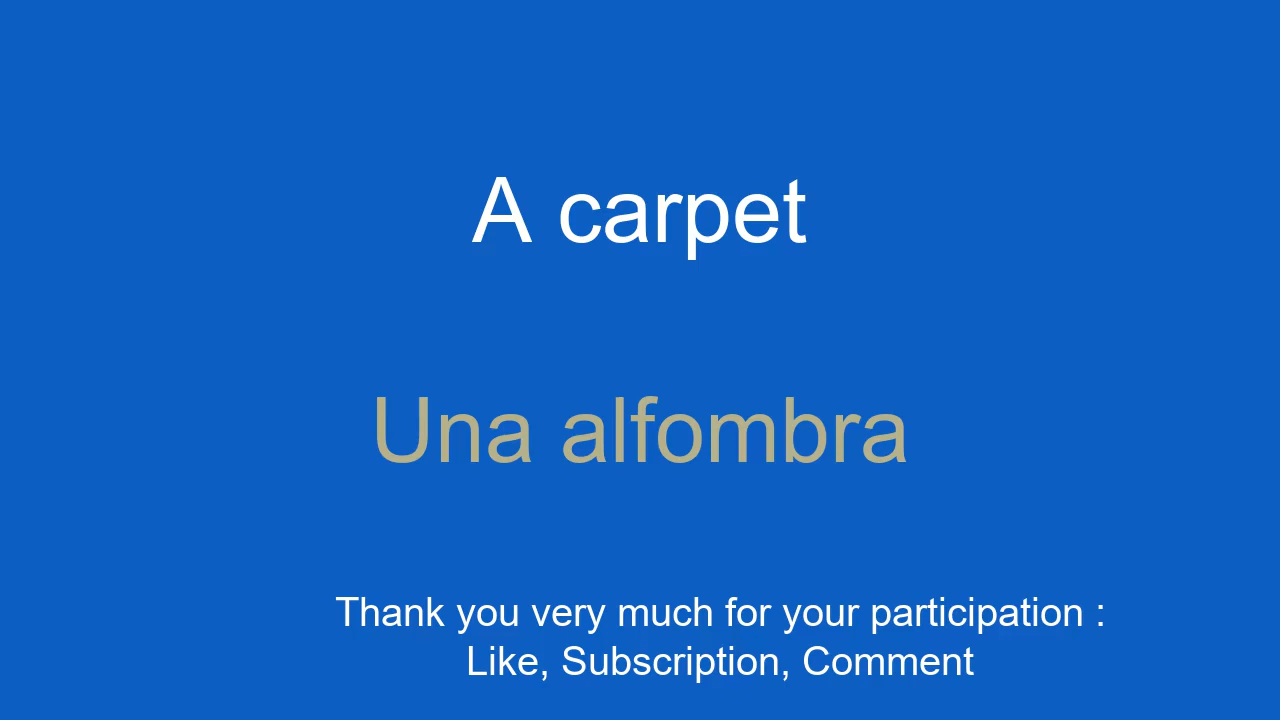 A carpet
Una alfombra
Thank you very much for your participation :
Like, Subscription, Comment